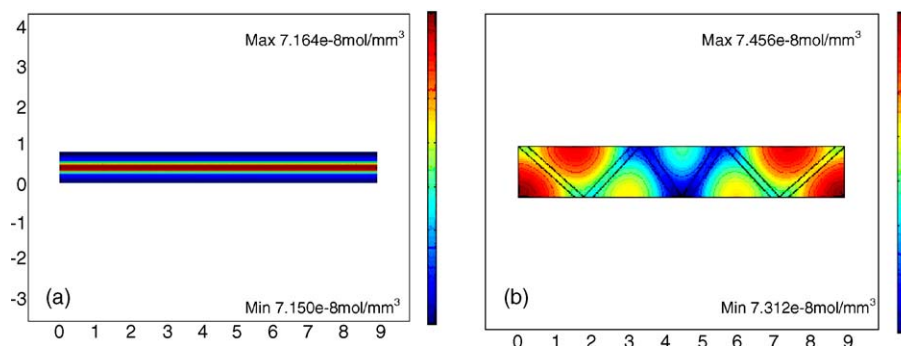 4
3
2
1
0
-1
-2
-3
Max 7.164e-8mol/mm³
(a)
Min 7.150e-8mol/mm³
0 1 2 3 4 5 6 7 8 9
Max 7.456e-8mol/mm³
(b)
Min 7.312e-8mol/mm³
0 1 2 3 4 5 6 7 8 9